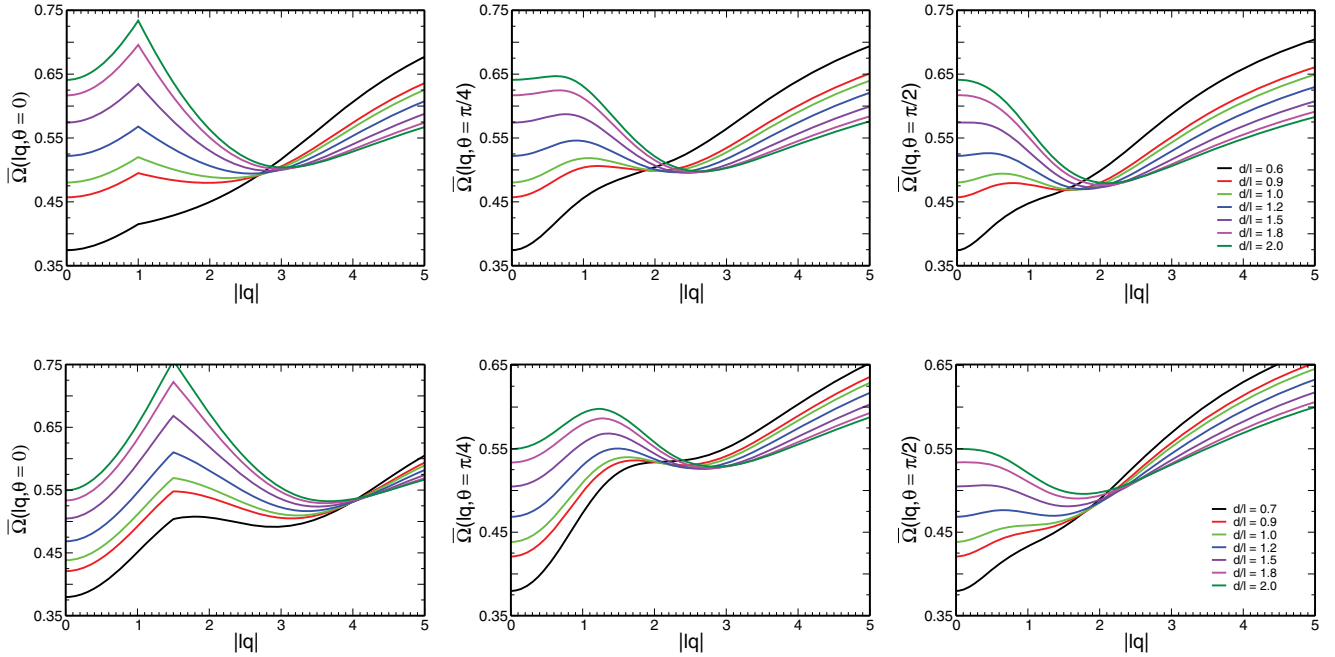 0.75
0.65
0.55
0.45
0.35
0 1 2 3 4 5
|lq|
Ω̅(lq,θ = 0)
0.75
0.65
0.55
0.45
0.35
0 1 2 3 4 5
|lq|
Ω̅(lq,θ = π/4)
0.75
0.65
0.55
0.45
0.35
0 1 2 3 4 5
|lq|
Ω̅(lq,θ = π/2)
d/l = 0.6
d/l = 0.9
d/l = 1.0
d/l = 1.2
d/l = 1.5
d/l = 1.8
d/l = 2.0
0.75
0.65
0.55
0.45
0.35
0 1 2 3 4 5
|lq|
Ω̅(lq,θ = 0)
0.65
0.55
0.45
0.35
0 1 2 3 4 5
|lq|
Ω̅(lq,θ = π/4)
0.65
0.55
0.45
0.35
0 1 2 3 4 5
|lq|
Ω̅(lq,θ = π/2)
d/l = 0.7
d/l = 0.9
d/l = 1.0
d/l = 1.2
d/l = 1.5
d/l = 1.8
d/l = 2.0